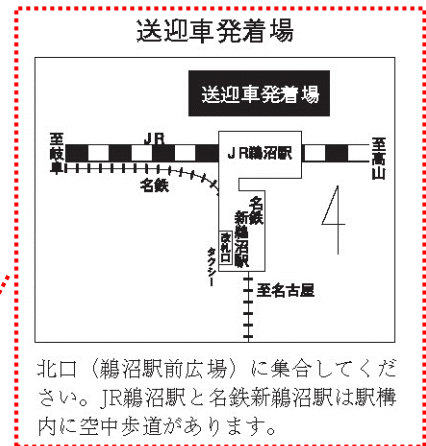 送迎車発着場
送迎車発着場
至岐阜
JR
JR鵜沼駅
至高山
名鉄
名鉄
新鵜沼駅
改札口
タクシー
至名古屋
北口（鵜沼駅前広場）に集合してくだ
さい。JR鵜沼駅と名鉄新鵜沼駅は駅構
内に空中歩道があります。